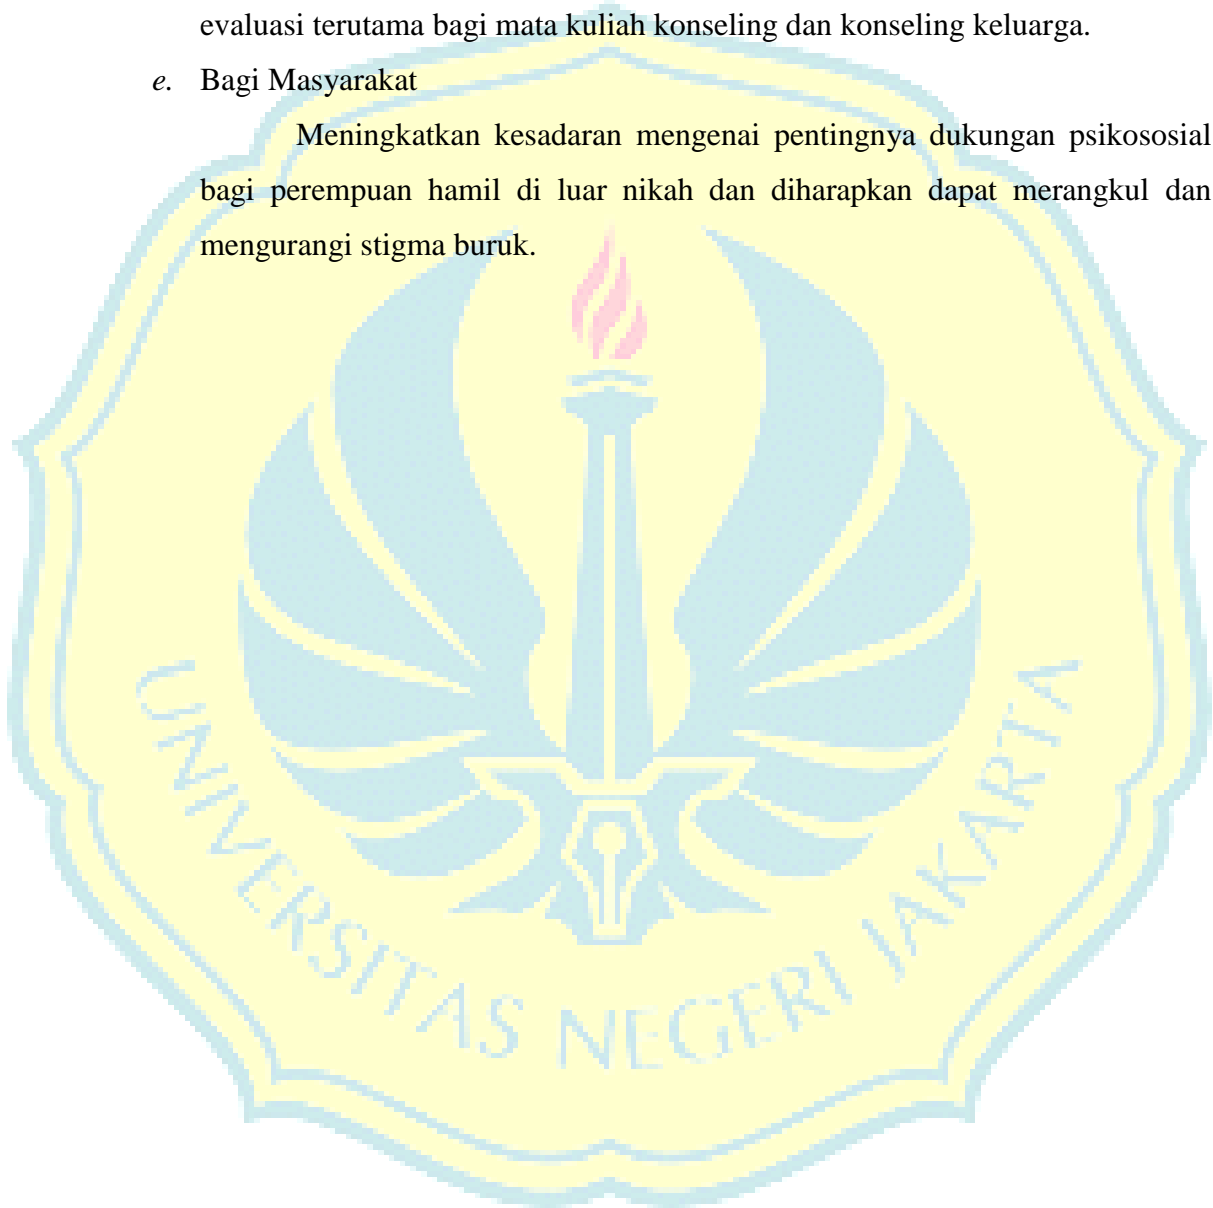 evaluasi terutama bagi mata kuliah konseling dan konseling keluarga.
e. Bagi Masyarakat
Meningkatkan kesadaran mengenai pentingnya dukungan psikososial
bagi perempuan hamil di luar nikah dan diharapkan dapat merangkul dan
mengurangi stigma buruk.
UNIVERSITAS NEGERI JAKARTA